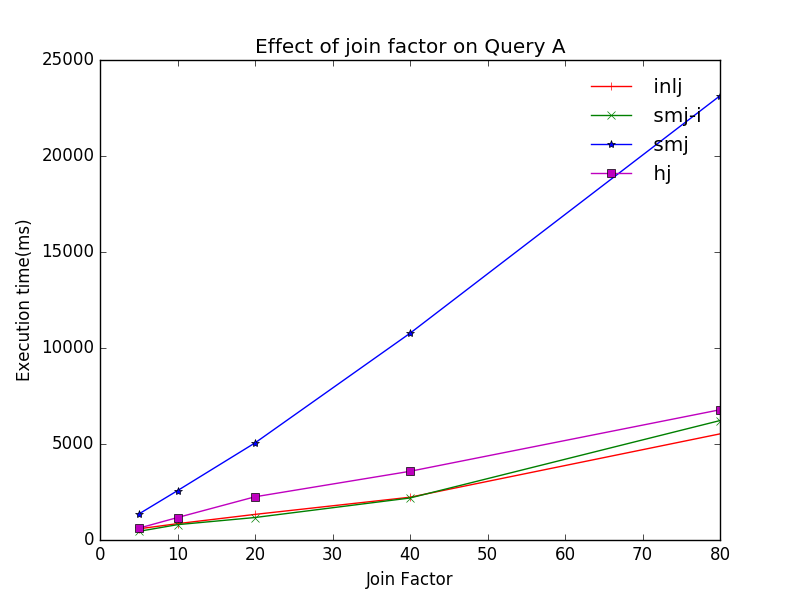 Effect of join factor on Query A
25000
20000
15000
10000
5000
0
Execution time(ms)
inlj
smj-i
smj
hj
0 10 20 30 40 50 60 70 80
Join Factor